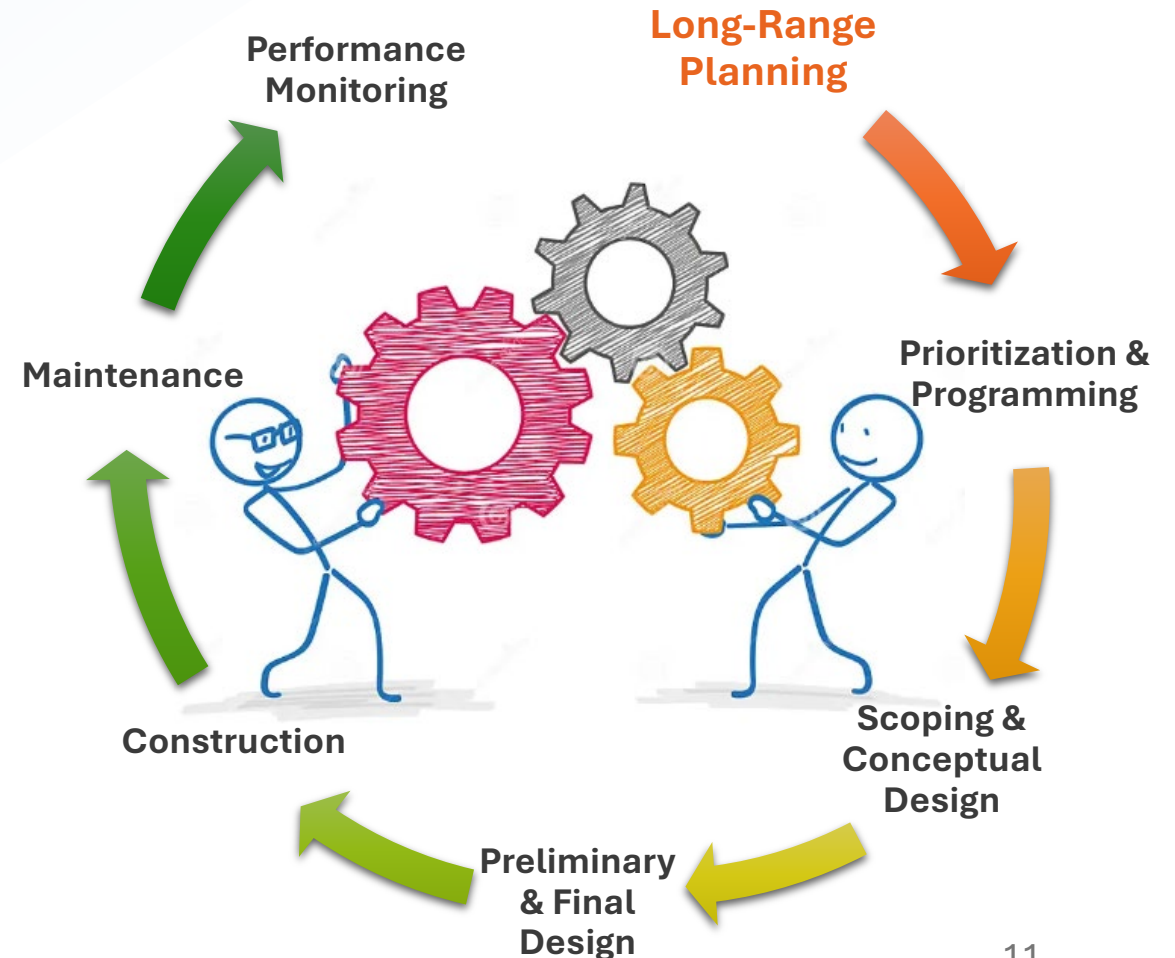 Long-Range
Planning
Prioritization &
Programming
Scoping &
Conceptual
Design
Preliminary
& Final
Design
Construction
Maintenance
Performance
Monitoring
11